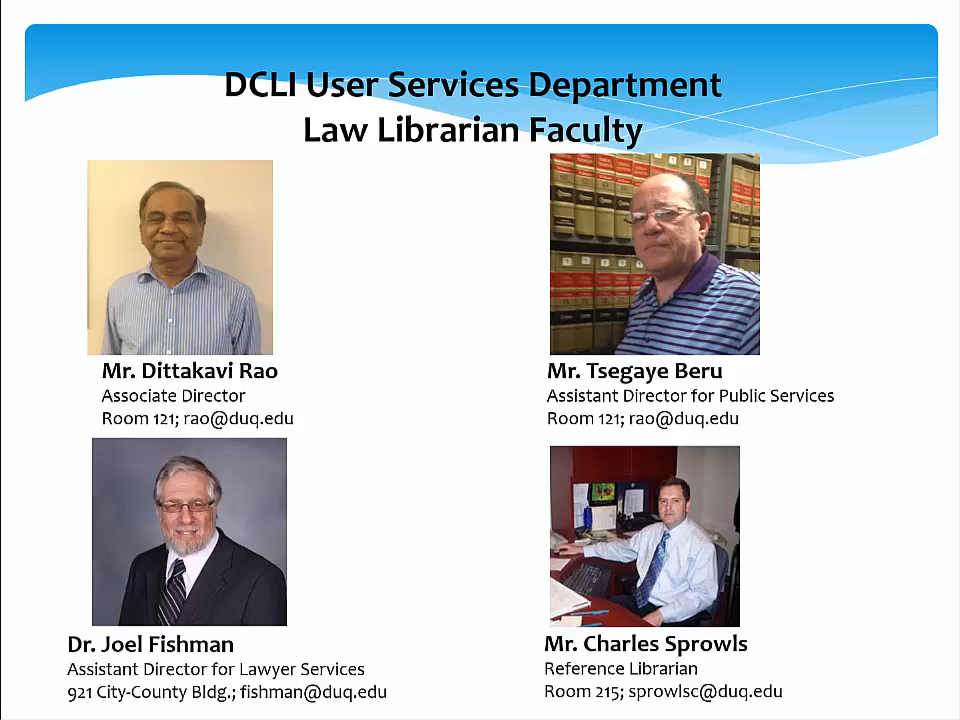 DCLI User Services Department
Law Librarian Faculty
Mr. Dittakavi Rao
Associate Director
Room 121; rao@duq.edu
Mr. Tsegaye Beru
Assistant Director for Public Services
Room 121; rao@duq.edu
Dr. Joel Fishman
Assistant Director for Lawyer Services
921 City-County Bldg.; fishman@duq.edu
Mr. Charles Sprowls
Reference Librarian
Room 215; sprowlsc@duq.edu